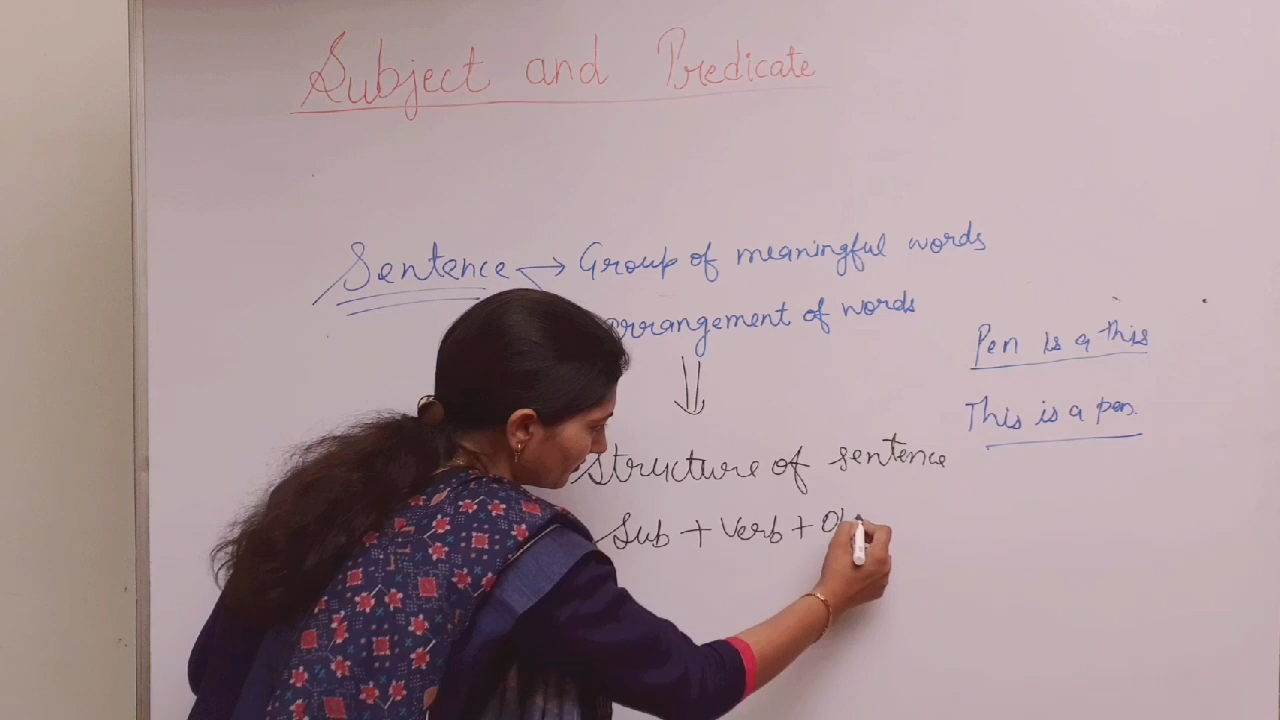 Subject and Predicate
Sentence → Group of meaningful words
arrangement of words
Pen is a this
This is a pen.
Structure of sentence
Sub + Verb + Ob